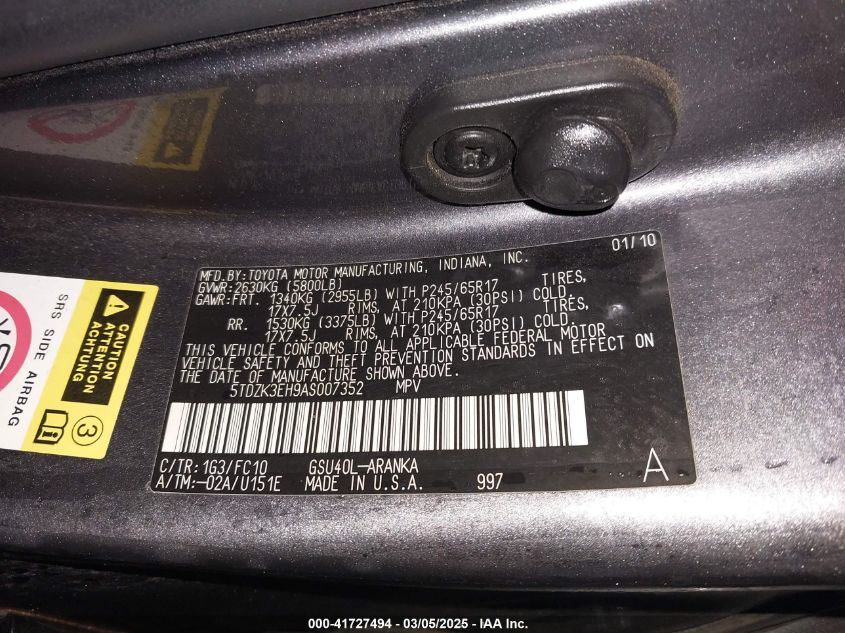 01/10
MFD.BY:TOYOTA MOTOR MANUFACTURING, INDIANA, INC.
GVWR:2630KG (5800LB)
GAWR:FRT. 1340KG (2955LB) WITH P245/65R17 TIRES,
17X7.5J RIMS, AT 210KPA (30PSI) COLD.
RR. 1530KG (3375LB) WITH P245/65R17 TIRES,
17X7.5J RIMS, AT 210KPA (30PSI) COLD.
THIS VEHICLE CONFORMS TO ALL APPLICABLE FEDERAL MOTOR
VEHICLE SAFETY AND THEFT PREVENTION STANDARDS IN EFFECT ON
THE DATE OF MANUFACTURE SHOWN ABOVE.
5TDZK3EH9AS007352 MPV
C/TR:1G3/FC10 GSU40L-ARANKA
A/TM:-02A/U151E MADE IN U.S.A. 997 A
SRS SIDE AIRBAG
CAUTION
ATTENTION
ACHTUNG
3
000-41727494 — 03/05/2025 - IAA Inc.